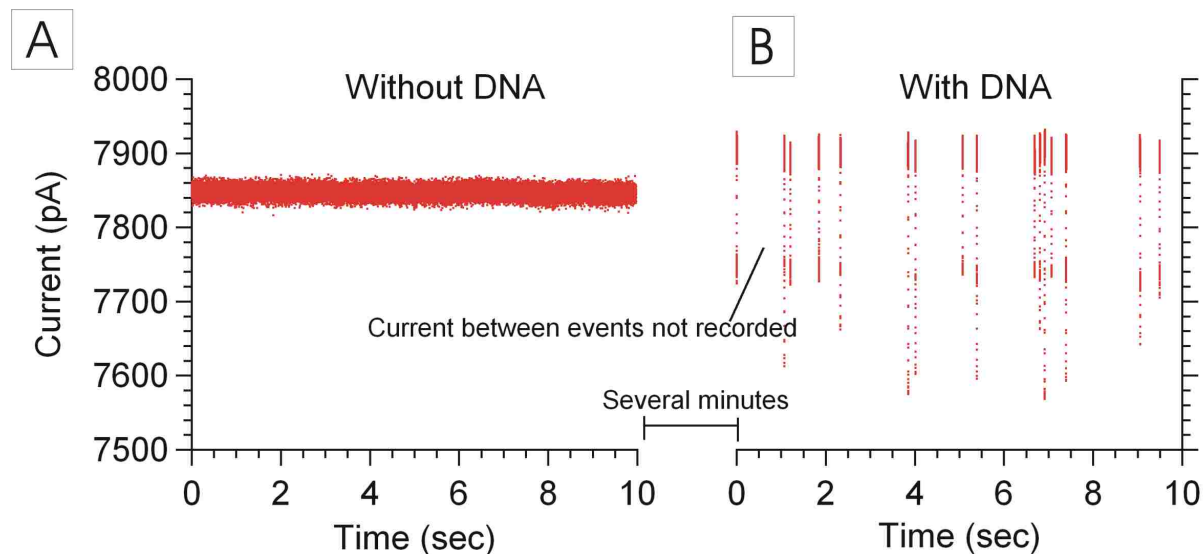 A
B
Without DNA
With DNA
8000
7900
7800
7700
7600
7500
Current (pA)
Current between events not recorded
Several minutes
0 2 4 6 8 10
0 2 4 6 8 10
Time (sec)
Time (sec)